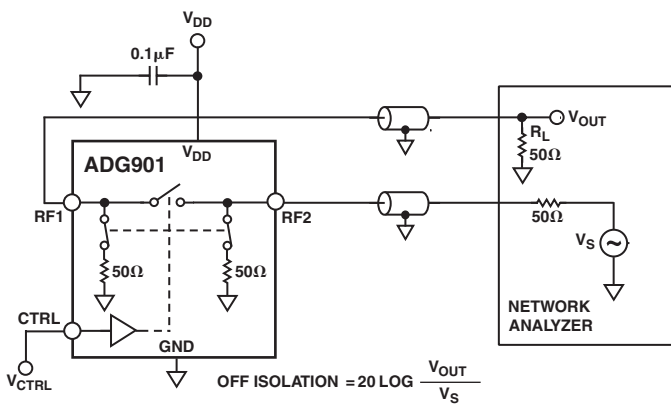 VDD
0.1µF
VOUT
RL
50Ω
VDD
ADG901
RF1
RF2
50Ω
VS
50Ω
50Ω
CTRL
NETWORK
ANALYZER
GND
VCTRL
OFF ISOLATION = 20 LOG VOUT
VS